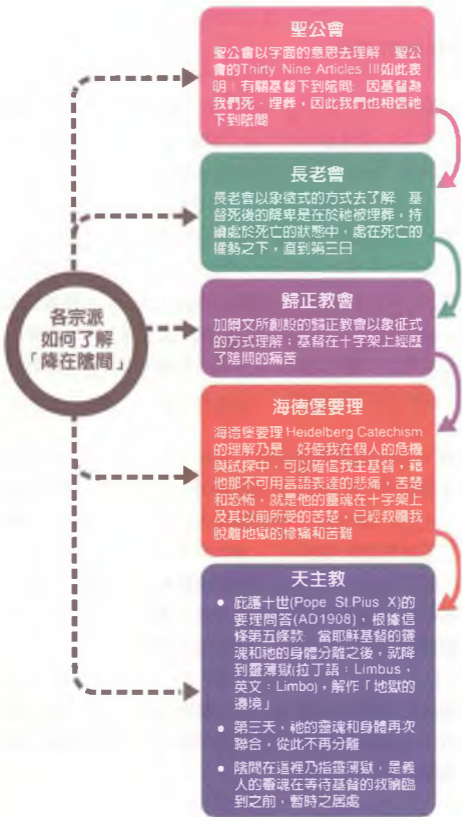 聖公會
聖公會以字面的意思去理解，聖公
會的Thirty Nine Articles III如此表
明：有關基督下到陰間: 因基督為
我們死，埋葬，因此我們也相信祂
下到陰間
長老會
長老會以象徵式的方式去了解 基
督死後的降卑是在於祂被埋葬，持
續處於死亡的狀態中，處在死亡的
權勢之下，直到第三日
各宗派
如何了解
「降在陰間」
歸正教會
加爾文所創設的歸正教會以象征式
的方式理解；基督在十字架上經歷
了陰間的痛苦
海德堡要理
海德堡要理 Heidelberg Catechism
的理解乃是 好使我在個人的危機
與試探中，可以確信我主基督，藉
他那不可用言語表達的悲痛，苦楚
和恐怖，就是他的靈魂在十字架上
及其以前所受的苦楚，已經救贖我
脫離地獄的慘痛和苦難
天主教
• 庇護十世(Pope St.Pius X)的
要理問答(AD1908)，根據信
條第五條款: 當耶穌基督的靈
魂和祂的身體分離之後，就降
到靈薄獄(拉丁語：Limbus，
英文：Limbo)，解作「地獄的
邊境」
• 第三天，祂的靈魂和身體再次
聯合，從此不再分離
• 陰間在這裡乃指靈薄獄，是義
人的靈魂在等待基督的救贖臨
到之前，暫時之居處